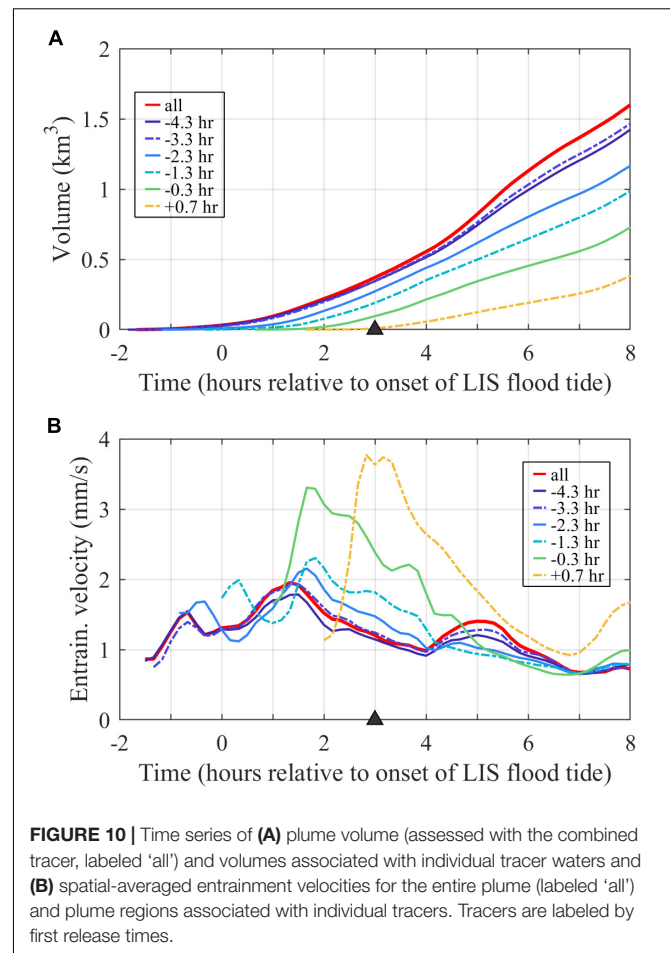 A
2
1.5
1
0.5
0
Volume (km³)
all
-4.3 hr
-3.3 hr
-2.3 hr
-1.3 hr
-0.3 hr
+0.7 hr
-2 0 2 4 6 8
Time (hours relative to onset of LIS flood tide)
B
4
3
2
1
0
Entrain. velocity (mm/s)
all
-4.3 hr
-3.3 hr
-2.3 hr
-1.3 hr
-0.3 hr
+0.7 hr
-2 0 2 4 6 8
Time (hours relative to onset of LIS flood tide)
FIGURE 10 | Time series of (A) plume volume (assessed with the combined
tracer, labeled ‘all’) and volumes associated with individual tracer waters and
(B) spatial-averaged entrainment velocities for the entire plume (labeled ‘all’)
and plume regions associated with individual tracers. Tracers are labeled by
first release times.